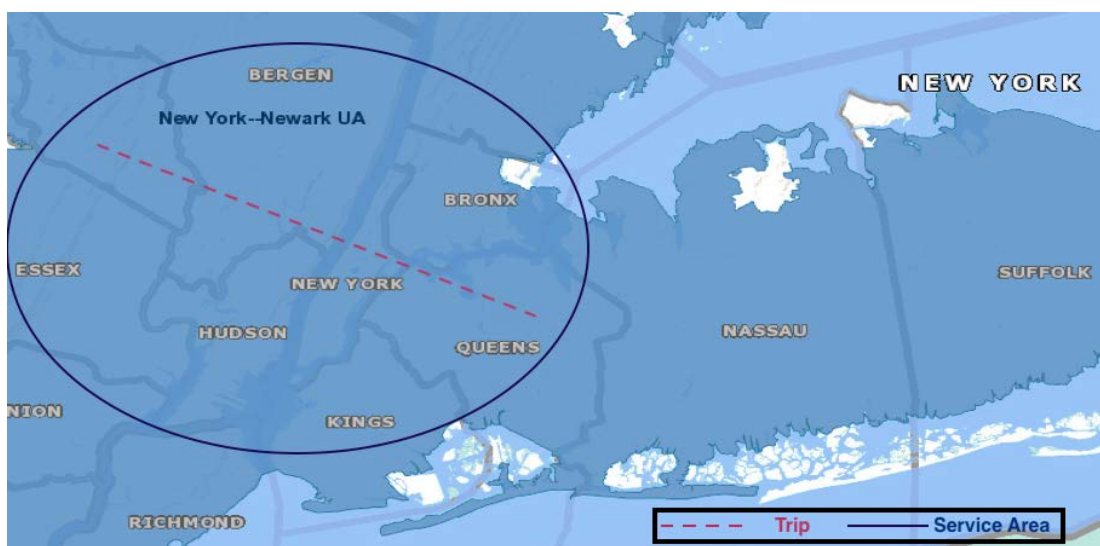 BERGEN
NEW YORK
New York--Newark UA
BRONX
ESSEX
SUFFOLK
NEW YORK
HUDSON
NASSAU
QUEENS
NION
KINGS
RICHMOND
Trip
Service Area